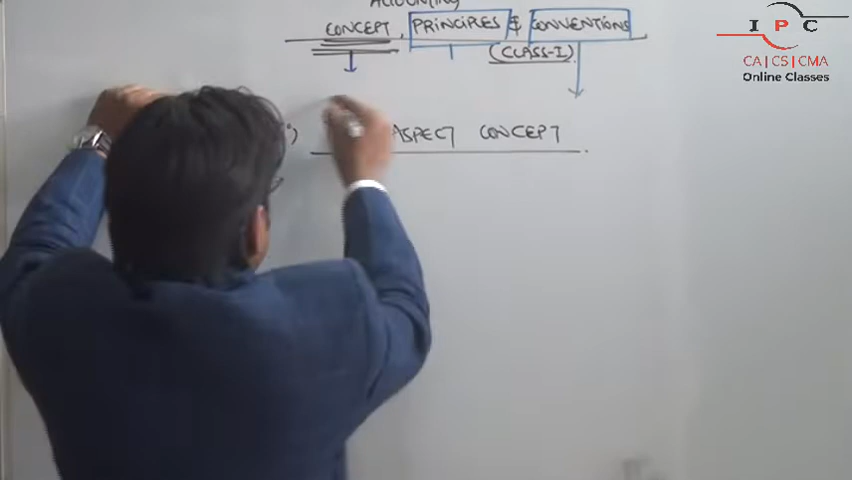 ACCOUNTING
CONCEPT, PRINCIPLES & CONVENTIONS
(CLASS-I)
ASPECT CONCEPT
I P C
CA|CS|CMA
Online Classes